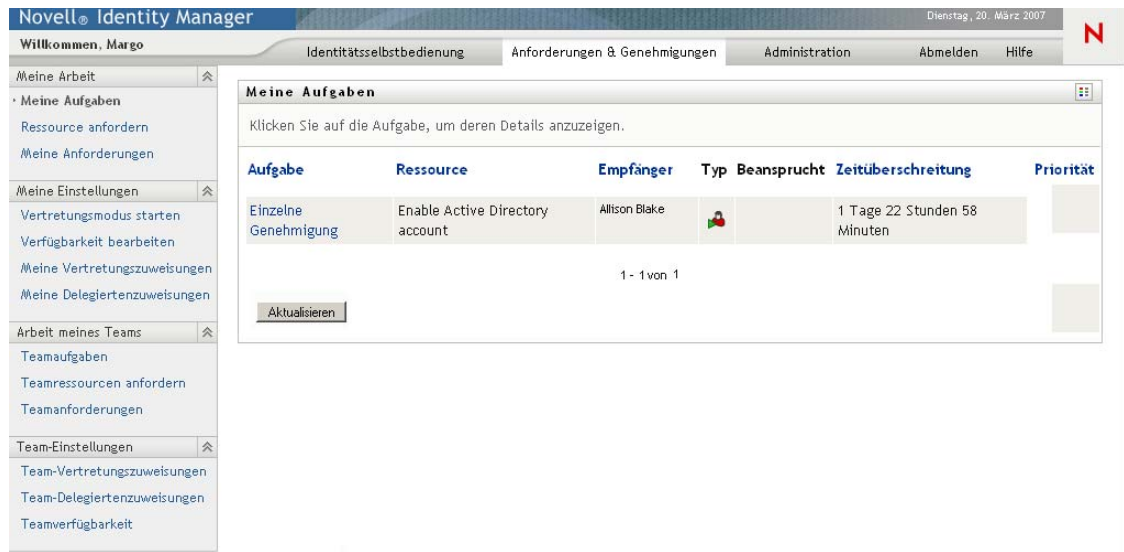 Novell® Identity Manager
Dienstag, 20. März 2007
N
Willkommen, Margo
Identitätsselbstbedienung
Anforderungen & Genehmigungen
Administration
Abmelden
Hilfe
Meine Arbeit
Meine Aufgaben
Ressource anfordern
Meine Anforderungen
Meine Einstellungen
Vertretungsmodus starten
Verfügbarkeit bearbeiten
Meine Vertretungszuweisungen
Meine Delegiertenzuweisungen
Arbeit meines Teams
Teamaufgaben
Teamressourcen anfordern
Teamanforderungen
Team-Einstellungen
Team-Vertretungszuweisungen
Team-Delegiertenzuweisungen
Teamverfügbarkeit
Meine Aufgaben
Klicken Sie auf die Aufgabe, um deren Details anzuzeigen.
Aufgabe Ressource Empfänger Typ Beansprucht Zeitüberschreitung Priorität
Einzelne Genehmigung
Enable Active Directory account
Allison Blake
1 Tage 22 Stunden 58 Minuten
1 - 1 von 1
Aktualisieren